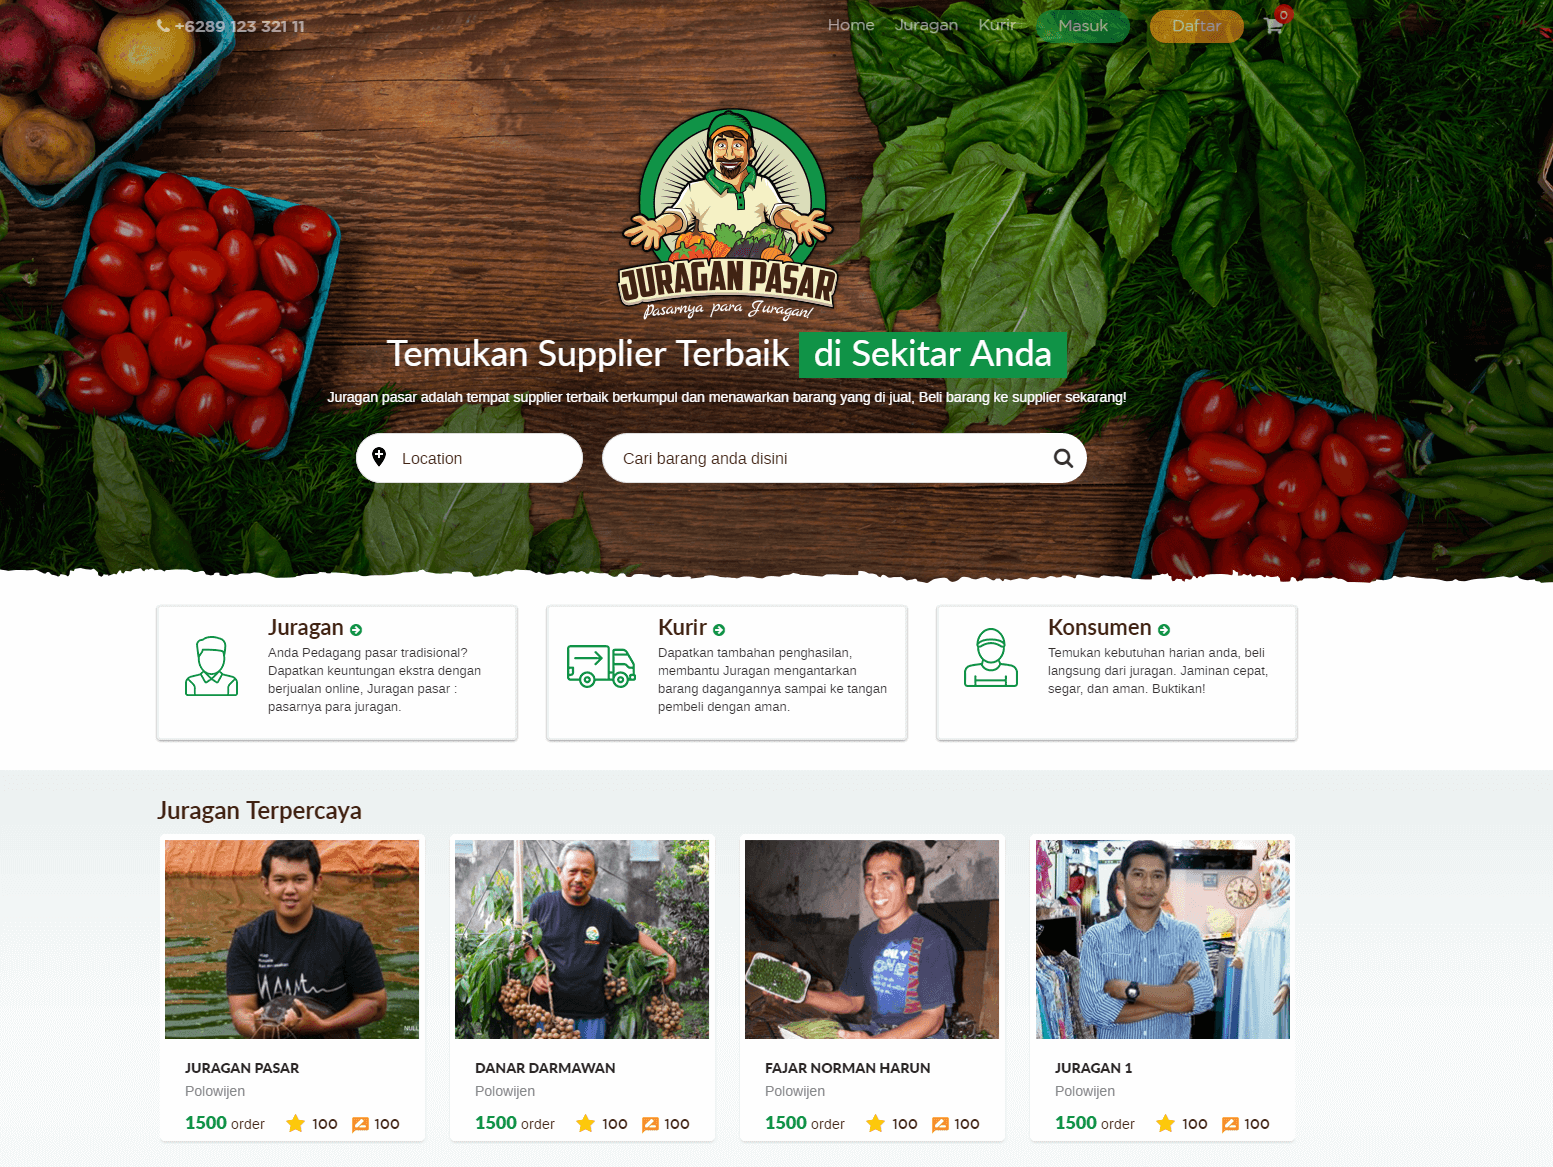 +6289 123 321 11
Home Juragan Kurir Masuk Daftar 0
JURAGAN PASAR
Pasarnya para Juragan!
Temukan Supplier Terbaik di Sekitar Anda
Juragan pasar adalah tempat supplier terbaik berkumpul dan menawarkan barang yang di jual, Beli barang ke supplier sekarang!
Location
Cari barang anda disini
Juragan
Anda Pedagang pasar tradisional?
Dapatkan keuntungan ekstra dengan
berjualan online, Juragan pasar :
pasarnya para juragan.
Kurir
Dapatkan tambahan penghasilan,
membantu Juragan mengantarkan
barang dagangannya sampai ke tangan
pembeli dengan aman.
Konsumen
Temukan kebutuhan harian anda, beli
langsung dari juragan. Jaminan cepat,
segar, dan aman. Buktikan!
Juragan Terpercaya
JURAGAN PASAR
Polowijen
1500 order 100 100
DANAR DARMAWAN
Polowijen
1500 order 100 100
FAJAR NORMAN HARUN
Polowijen
1500 order 100 100
JURAGAN 1
Polowijen
1500 order 100 100